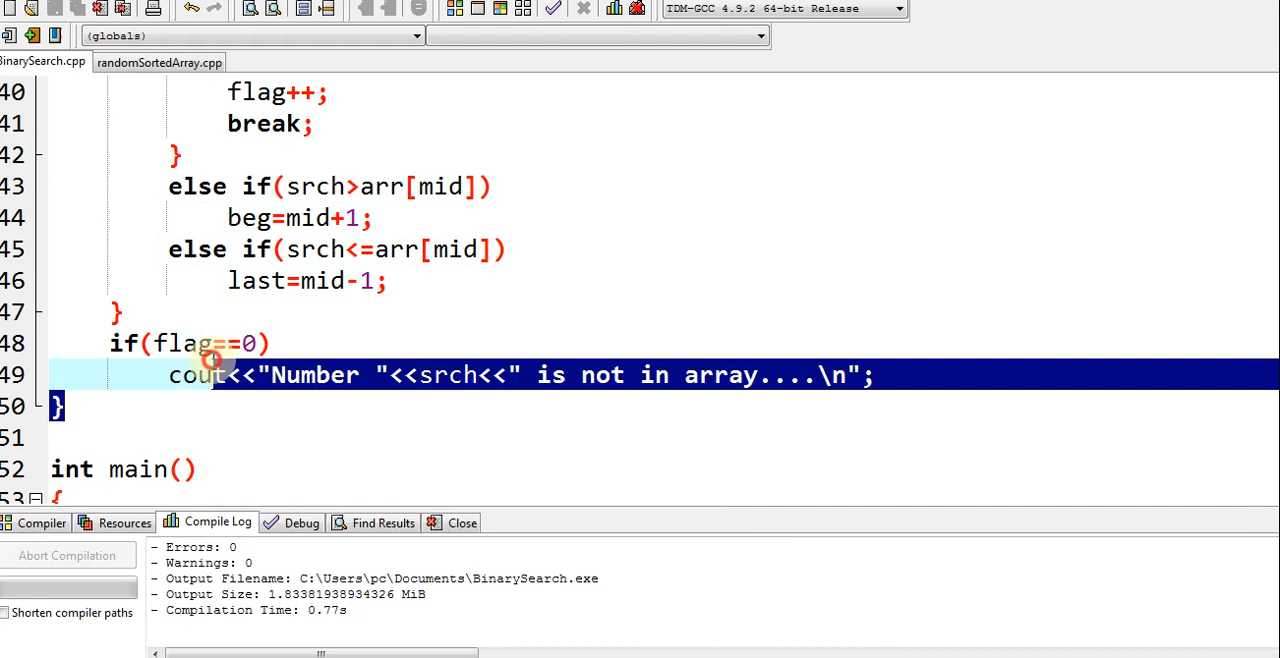 TDM-GCC 4.9.2 64-bit Release
(globals)
BinarySearch.cpp randomSortedArray.cpp
40 flag++;
41 break;
42 }
43 else if(srch>arr[mid])
44 beg=mid+1;
45 else if(srch<=arr[mid])
46 last=mid-1;
47 }
48 if(flag==0)
49 cout<<"Number "<<srch<<" is not in array....\n";
50 }
51
52 int main()
53 {
Compiler Resources Compile Log Debug Find Results Close
Abort Compilation
Shorten compiler paths
- Errors: 0
- Warnings: 0
- Output Filename: C:\Users\pc\Documents\BinarySearch.exe
- Output Size: 1.83381938934326 MiB
- Compilation Time: 0.77s